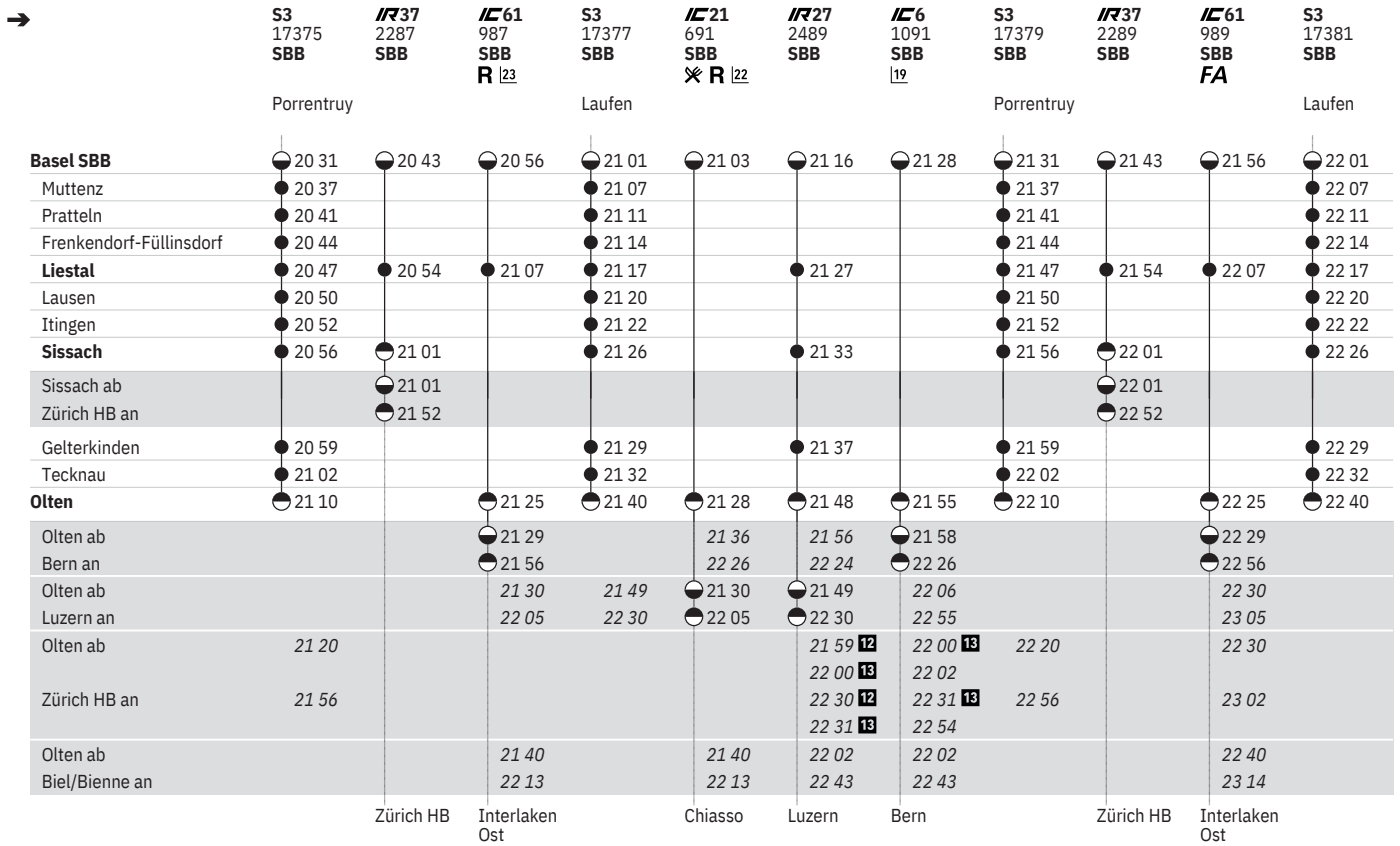 ➔ S3 IR37 IC61 S3 IC21 IR27 IC6 S3 IR37 IC61 S3
17375 2287 987 17377 691 2489 1091 17379 2289 989 17381
SBB SBB SBB SBB SBB SBB SBB SBB SBB SBB SBB
R 23 R 22 19 FA
Porrentruy Laufen Porrentruy Laufen
Basel SBB 20 31 20 43 20 56 21 01 21 03 21 16 21 28 21 31 21 43 21 56 22 01
Muttenz 20 37 21 07 21 37 22 07
Pratteln 20 41 21 11 21 41 22 11
Frenkendorf-Füllinsdorf 20 44 21 14 21 44 22 14
Liestal 20 47 20 54 21 07 21 17 21 27 21 47 21 54 22 07 22 17
Lausen 20 50 21 20 21 50 22 20
Itingen 20 52 21 22 21 52 22 22
Sissach 20 56 21 01 21 26 21 33 21 56 22 01 22 26
Sissach ab 21 01 22 01
Zürich HB an 21 52 22 52
Gelterkinden 20 59 21 29 21 37 21 59 22 29
Tecknau 21 02 21 32 22 02 22 32
Olten 21 10 21 25 21 40 21 28 21 48 21 55 22 10 22 25 22 40
Olten ab 21 29 21 36 21 56 21 58 22 29
Bern an 21 56 22 26 22 24 22 26 22 56
Olten ab 21 30 21 49 21 30 21 49 22 06 22 30
Luzern an 22 05 22 30 22 05 22 30 22 55 23 05
Olten ab 21 20 21 59 12 22 00 13 22 20 22 30
22 00 13 22 02
Zürich HB an 21 56 22 30 12 22 31 13 22 56 23 02
22 31 13 22 54
Olten ab 21 40 21 40 22 02 22 02 22 40
Biel/Bienne an 22 13 22 13 22 43 22 43 23 14
Zürich HB Interlaken Chiasso Luzern Bern Zürich HB Interlaken
Ost Ost